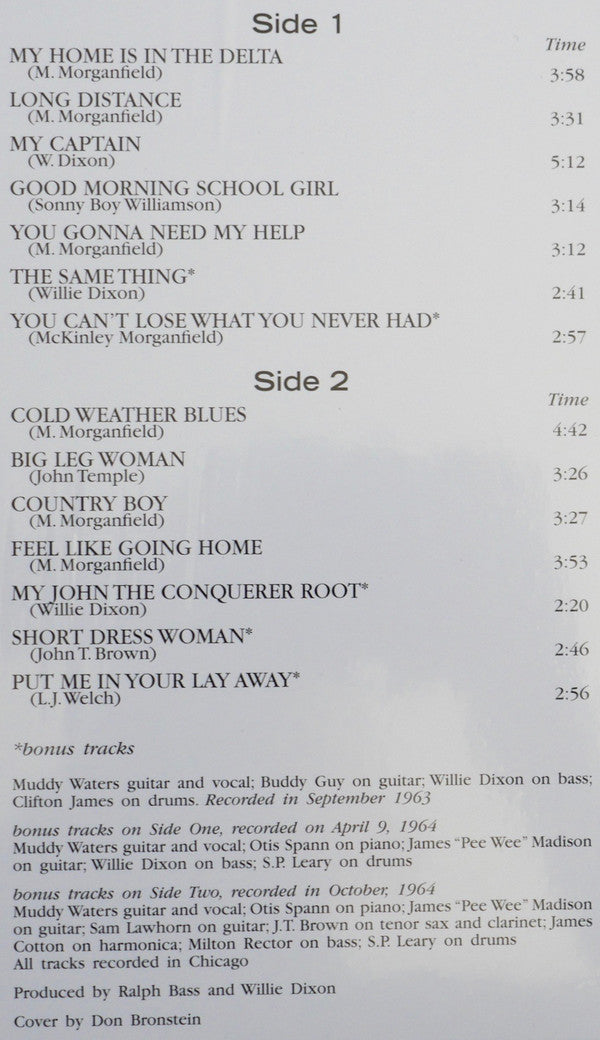 Side 1
Time
MY HOME IS IN THE DELTA
(M. Morganfield) 3:58
LONG DISTANCE
(M. Morganfield) 3:31
MY CAPTAIN
(W. Dixon) 5:12
GOOD MORNING SCHOOL GIRL
(Sonny Boy Williamson) 3:14
YOU GONNA NEED MY HELP
(M. Morganfield) 3:12
THE SAME THING*
(Willie Dixon) 2:41
YOU CAN'T LOSE WHAT YOU NEVER HAD*
(McKinley Morganfield) 2:57
Side 2
Time
COLD WEATHER BLUES
(M. Morganfield) 4:42
BIG LEG WOMAN
(John Temple) 3:26
COUNTRY BOY
(M. Morganfield) 3:27
FEEL LIKE GOING HOME
(M. Morganfield) 3:53
MY JOHN THE CONQUERER ROOT*
(Willie Dixon) 2:20
SHORT DRESS WOMAN*
(John T. Brown) 2:46
PUT ME IN YOUR LAY AWAY*
(L.J. Welch) 2:56
*bonus tracks
Muddy Waters guitar and vocal; Buddy Guy on guitar; Willie Dixon on bass;
Clifton James on drums. Recorded in September 1963
bonus tracks on Side One, recorded on April 9, 1964
Muddy Waters guitar and vocal; Otis Spann on piano; James "Pee Wee" Madison
on guitar; Willie Dixon on bass; S.P. Leary on drums
bonus tracks on Side Two, recorded in October, 1964
Muddy Waters guitar and vocal; Otis Spann on piano; James "Pee Wee" Madison
on guitar; Sam Lawhorn on guitar; J.T. Brown on tenor sax and clarinet; James
Cotton on harmonica; Milton Rector on bass; S.P. Leary on drums
All tracks recorded in Chicago
Produced by Ralph Bass and Willie Dixon
Cover by Don Bronstein